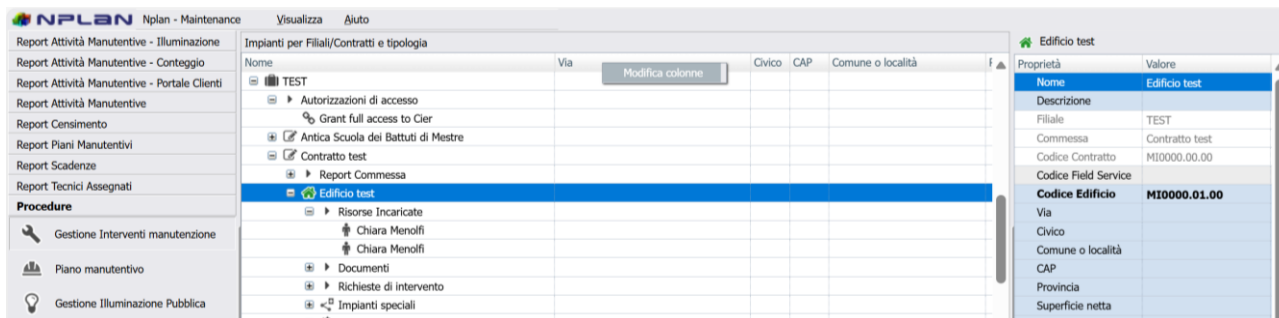 NPLAN Nplan - Maintenance Visualizza Aiuto
Report Attività Manutentive - Illuminazione
Report Attività Manutentive - Conteggio
Report Attività Manutentive - Portale Clienti
Report Attività Manutentive
Report Censimento
Report Piani Manutentivi
Report Scadenze
Report Tecnici Assegnati
Procedure
Gestione Interventi manutenzione
Piano manutentivo
Gestione Illuminazione Pubblica
Impianti per Filiali/Contratti e tipologia
Nome Via Civico CAP Comune o località
Modifica colonne
TEST
Autorizzazioni di accesso
Grant full access to Cier
Antica Scuola dei Battuti di Mestre
Contratto test
Report Commessa
Edificio test
Risorse Incaricate
Chiara Menolfi
Chiara Menolfi
Documenti
Richieste di intervento
Impianti speciali
Edificio test
Proprietà Valore
Nome Edificio test
Descrizione
Filiale TEST
Commessa Contratto test
Codice Contratto MI0000.00.00
Codice Field Service
Codice Edificio MI0000.01.00
Via
Civico
Comune o località
CAP
Provincia
Superficie netta